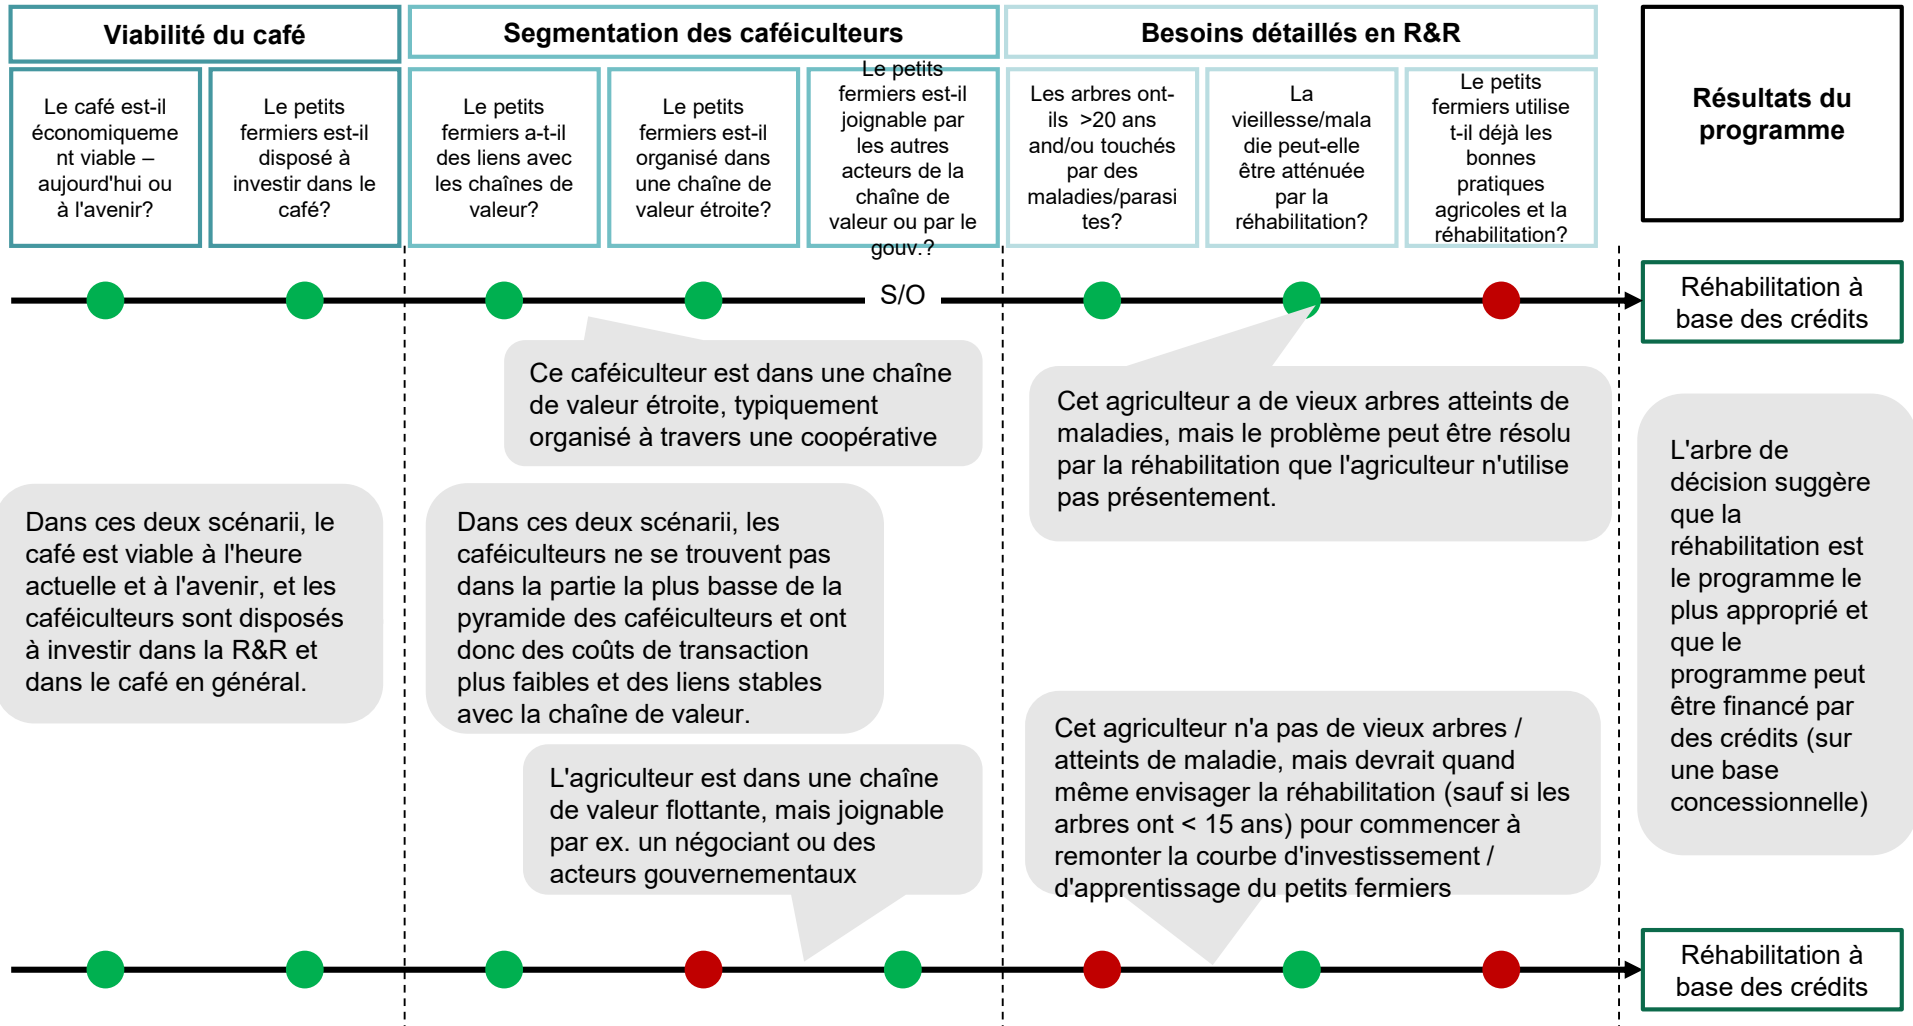 Viabilité du café
Segmentation des caféiculteurs
Besoins détaillés en R&R
Résultats du
programme
Le café est-il
économiqueme
nt viable –
aujourd'hui ou
à l'avenir?
Le petits
fermiers est-il
disposé à
investir dans le
café?
Le petits
fermiers a-t-il
des liens avec
les chaînes de
valeur?
Le petits
fermiers est-il
organisé dans
une chaîne de
valeur étroite?
Le petits
fermiers est-il
joignable par
les autres
acteurs de la
chaîne de
valeur ou par le
gouv.?
Les arbres ont-
ils >20 ans
and/ou touchés
par des
maladies/parasi
tes?
La
vieillesse/mala
die peut-elle
être atténuée
par la
réhabilitation?
Le petits
fermiers utilise
t-il déjà les
bonnes
pratiques
agricoles et la
réhabilitation?
S/O
Réhabilitation à
base des crédits
Ce caféiculteur est dans une chaîne
de valeur étroite, typiquement
organisé à travers une coopérative
Cet agriculteur a de vieux arbres atteints de
maladies, mais le problème peut être résolu
par la réhabilitation que l'agriculteur n'utilise
pas présentement.
Dans ces deux scénarii, le
café est viable à l'heure
actuelle et à l'avenir, et les
caféiculteurs sont disposés
à investir dans la R&R et
dans le café en général.
Dans ces deux scénarii, les
caféiculteurs ne se trouvent pas
dans la partie la plus basse de la
pyramide des caféiculteurs et ont
donc des coûts de transaction
plus faibles et des liens stables
avec la chaîne de valeur.
L'arbre de
décision suggère
que la
réhabilitation est
le programme le
plus approprié et
que le
programme peut
être financé par
des crédits (sur
une base
concessionnelle)
L'agriculteur est dans une chaîne
de valeur flottante, mais joignable
par ex. un négociant ou des
acteurs gouvernementaux
Cet agriculteur n'a pas de vieux arbres /
atteints de maladie, mais devrait quand
même envisager la réhabilitation (sauf si les
arbres ont < 15 ans) pour commencer à
remonter la courbe d'investissement /
d'apprentissage du petits fermiers
Réhabilitation à
base des crédits